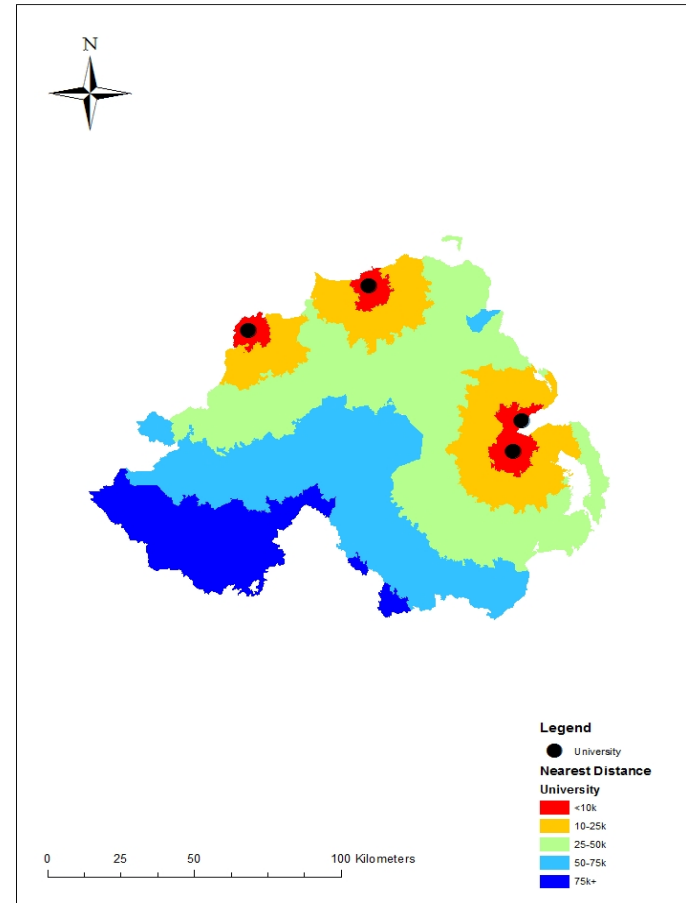 N
Legend
University
Nearest Distance
University
<10k
10-25k
25-50k
50-75k
75k+
0 25 50 100 Kilometers